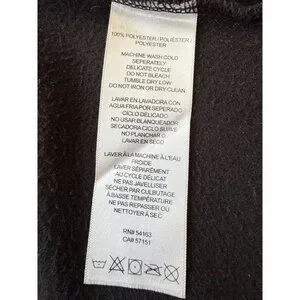 100% POLYESTER / POLIÉSTER /
POLYESTER
MACHINE WASH COLD
SEPERATELY
DELICATE CYCLE
DO NOT BLEACH
TUMBLE DRY LOW
DO NOT IRON OR DRY CLEAN
LAVAR EN LAVADORA CON
AGUA FRIA POR SEPERADO
CICLO DELICADO
NO USAR BLANQUEADOR
SECADORA CICLO SUAVE
NO PLANCHAR O
LAVAR EN SECO
LAVER À LA MACHINE À L'EAU
FROIDE
LAVER SÉPARÉMENT
AU CYCLE DÉLICAT
NE PAS JAVELLISER
SÉCHER PAR CULBUTAGE
À BASSE TEMPÉRATURE
NE PAS REPASSER OU
NETTOYER À SEC
RN# 54163
CA# 57151